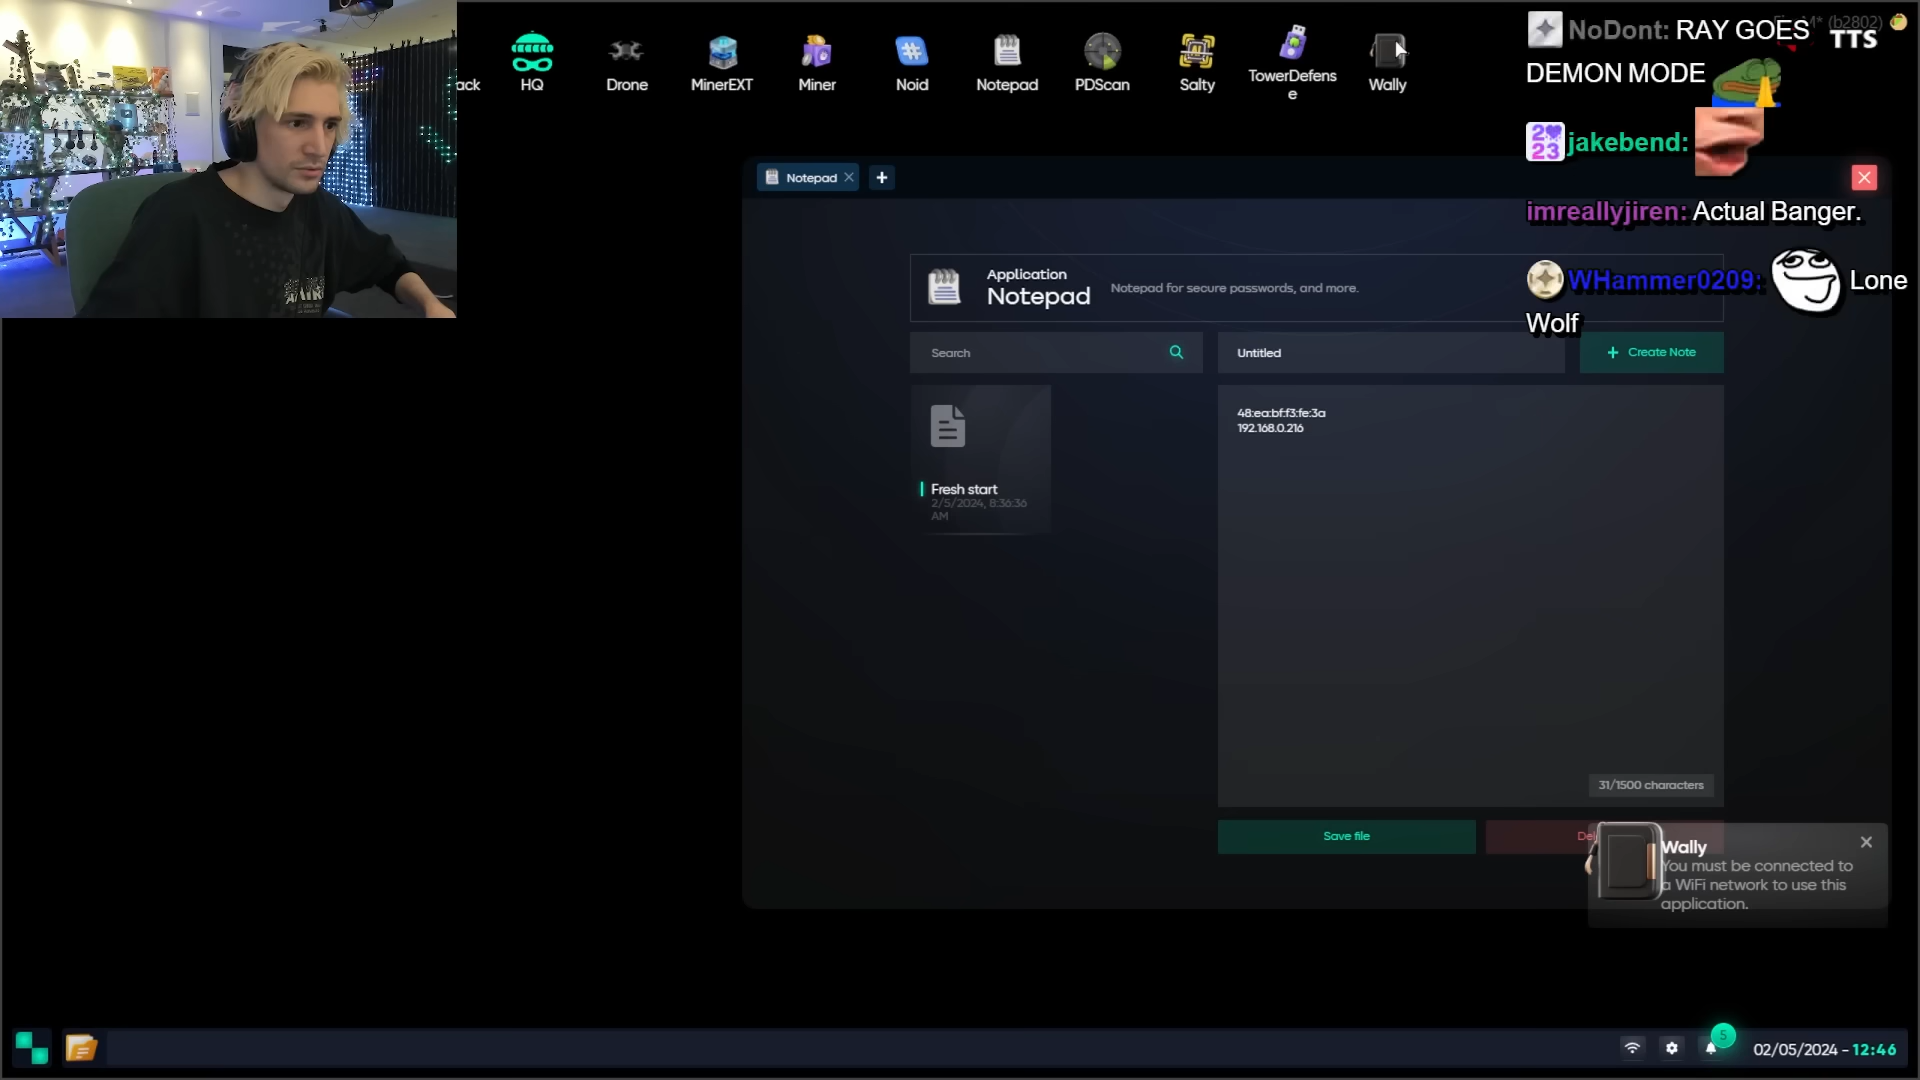 ack
HQ
Drone
MinerEXT
Miner
Noid
Notepad
PDScan
Salty
TowerDefens
e
Wally
NoDont: RAY GOES
DEMON MODE
(b2802)
TTS
jakebend:
imreallyjiren: Actual Banger.
WHammer0209: Lone
Wolf
Notepad
Application
Notepad
Notepad for secure passwords, and more.
Search
Untitled
+ Create Note
48:ea:bf:f3:fe:3a
192.168.0.216
Fresh start
2/5/2024, 8:36:36
AM
31/1500 characters
Save file
Del
Wally
You must be connected to
a WiFi network to use this
application.
5
02/05/2024 - 12:46